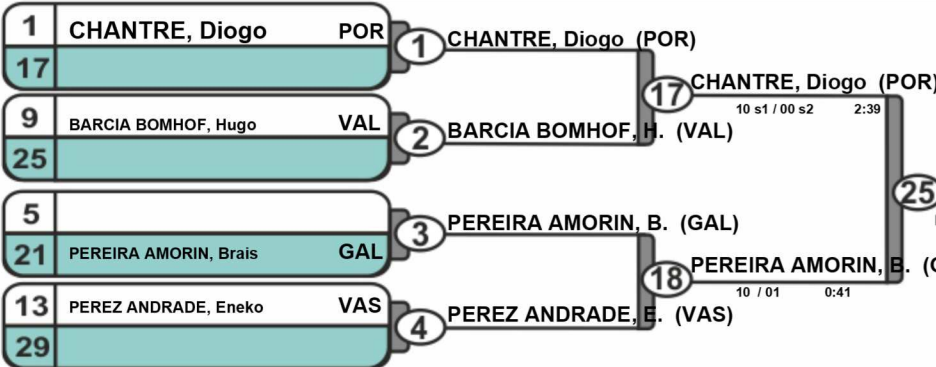 1 CHANTRE, Diogo POR
17
9 BARCIA BOMHOF, Hugo VAL
25
5
21 PEREIRA AMORIN, Brais GAL
13 PEREZ ANDRADE, Eneko VAS
29
1 CHANTRE, Diogo (POR)
2 BARCIA BOMHOF, H. (VAL)
3 PEREIRA AMORIN, B. (GAL)
4 PEREZ ANDRADE, E. (VAS)
17 CHANTRE, Diogo (POR)
10 s1 / 00 s2 2:39
18 PEREIRA AMORIN, B.
10 / 01 0:41
25